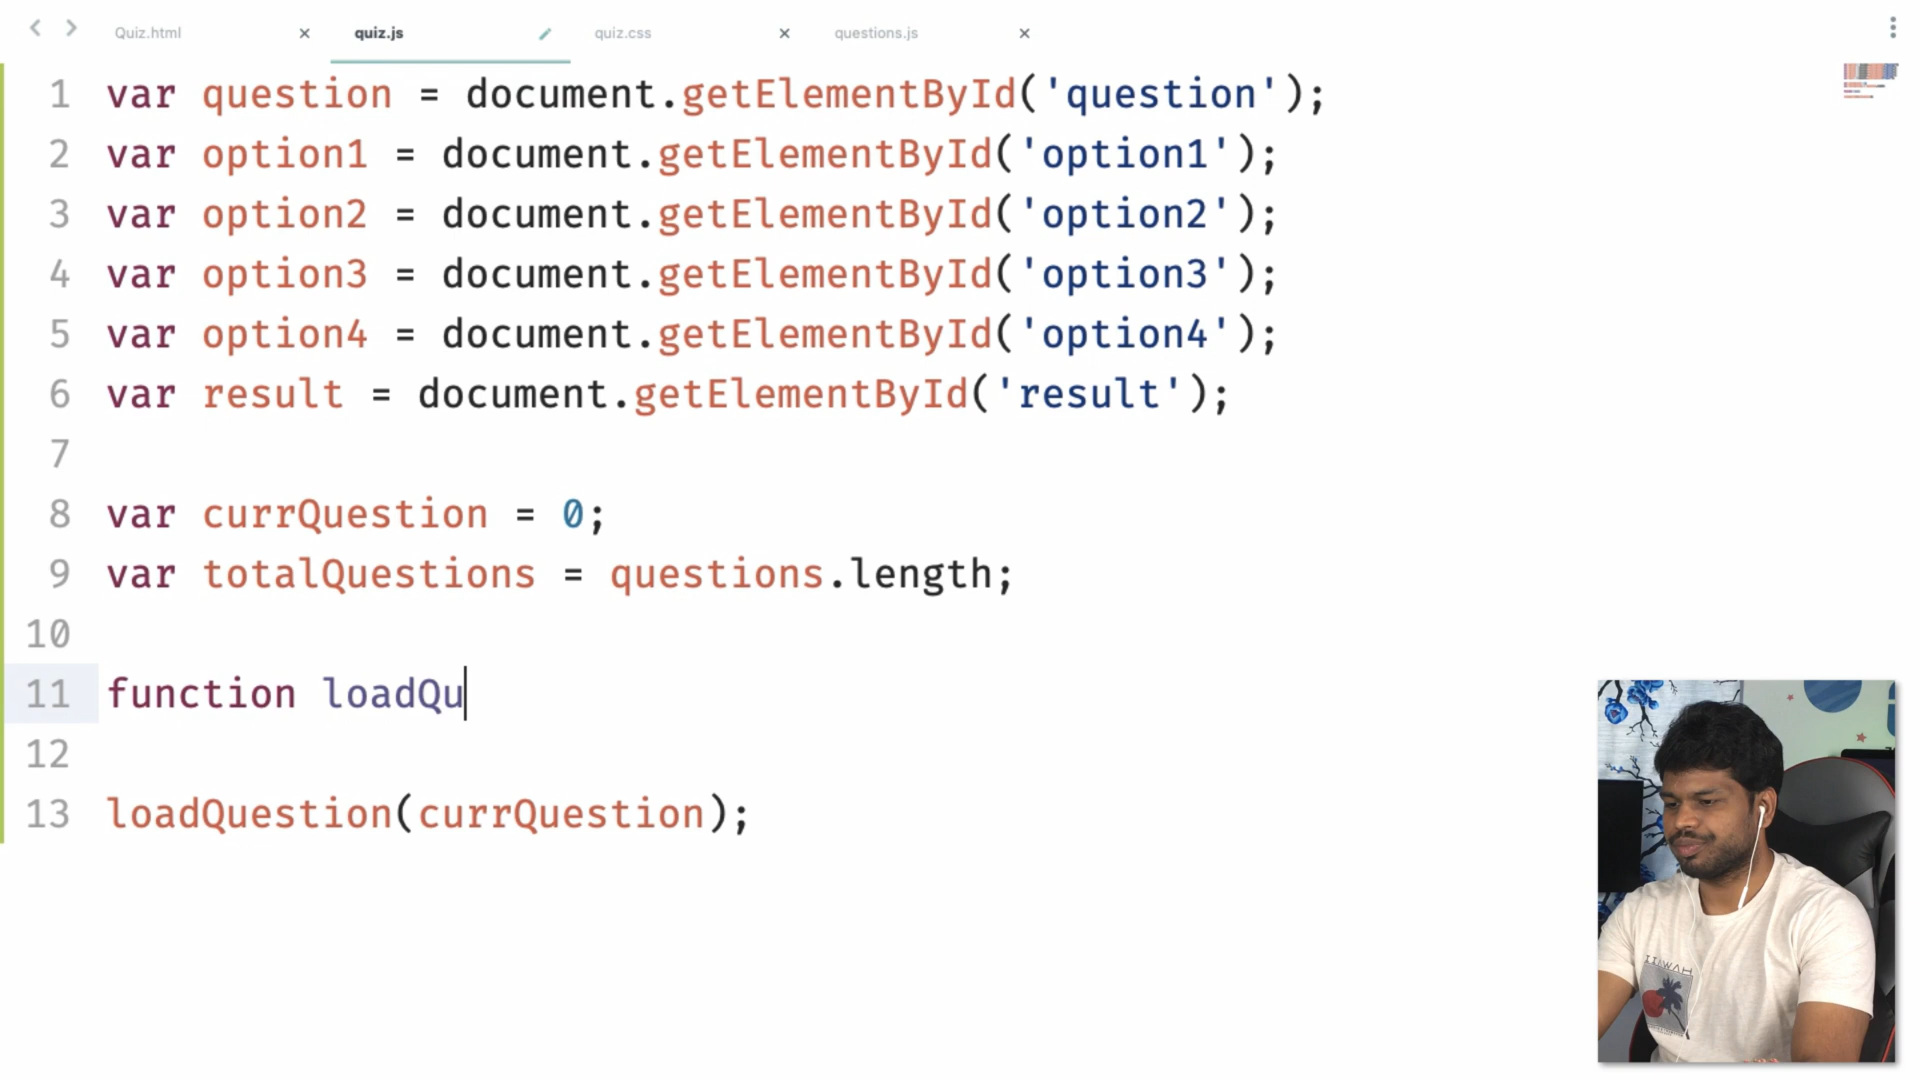 Quiz.html
quiz.js
quiz.css
questions.js
1 var question = document.getElementById('question');
2 var option1 = document.getElementById('option1');
3 var option2 = document.getElementById('option2');
4 var option3 = document.getElementById('option3');
5 var option4 = document.getElementById('option4');
6 var result = document.getElementById('result');
7
8 var currQuestion = 0;
9 var totalQuestions = questions.length;
10
11 function loadQu
12
13 loadQuestion(currQuestion);